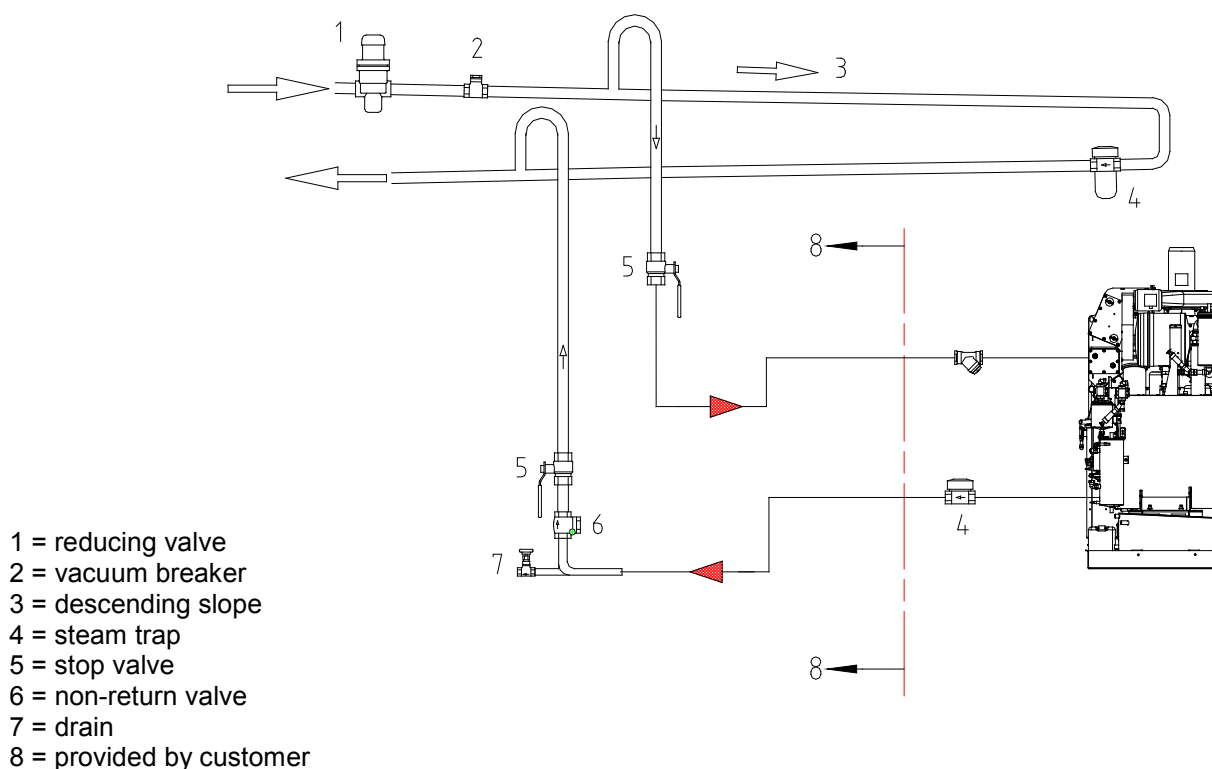 1
2
3
8
4
5
5
6
4
7
8
1 = reducing valve
2 = vacuum breaker
3 = descending slope
4 = steam trap
5 = stop valve
6 = non-return valve
7 = drain
8 = provided by customer